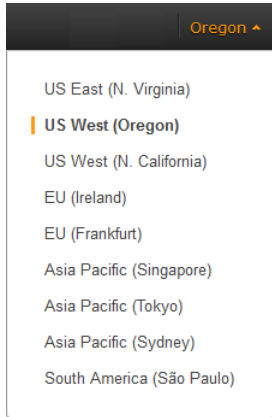 Oregon
US East (N. Virginia)
US West (Oregon)
US West (N. California)
EU (Ireland)
EU (Frankfurt)
Asia Pacific (Singapore)
Asia Pacific (Tokyo)
Asia Pacific (Sydney)
South America (São Paulo)